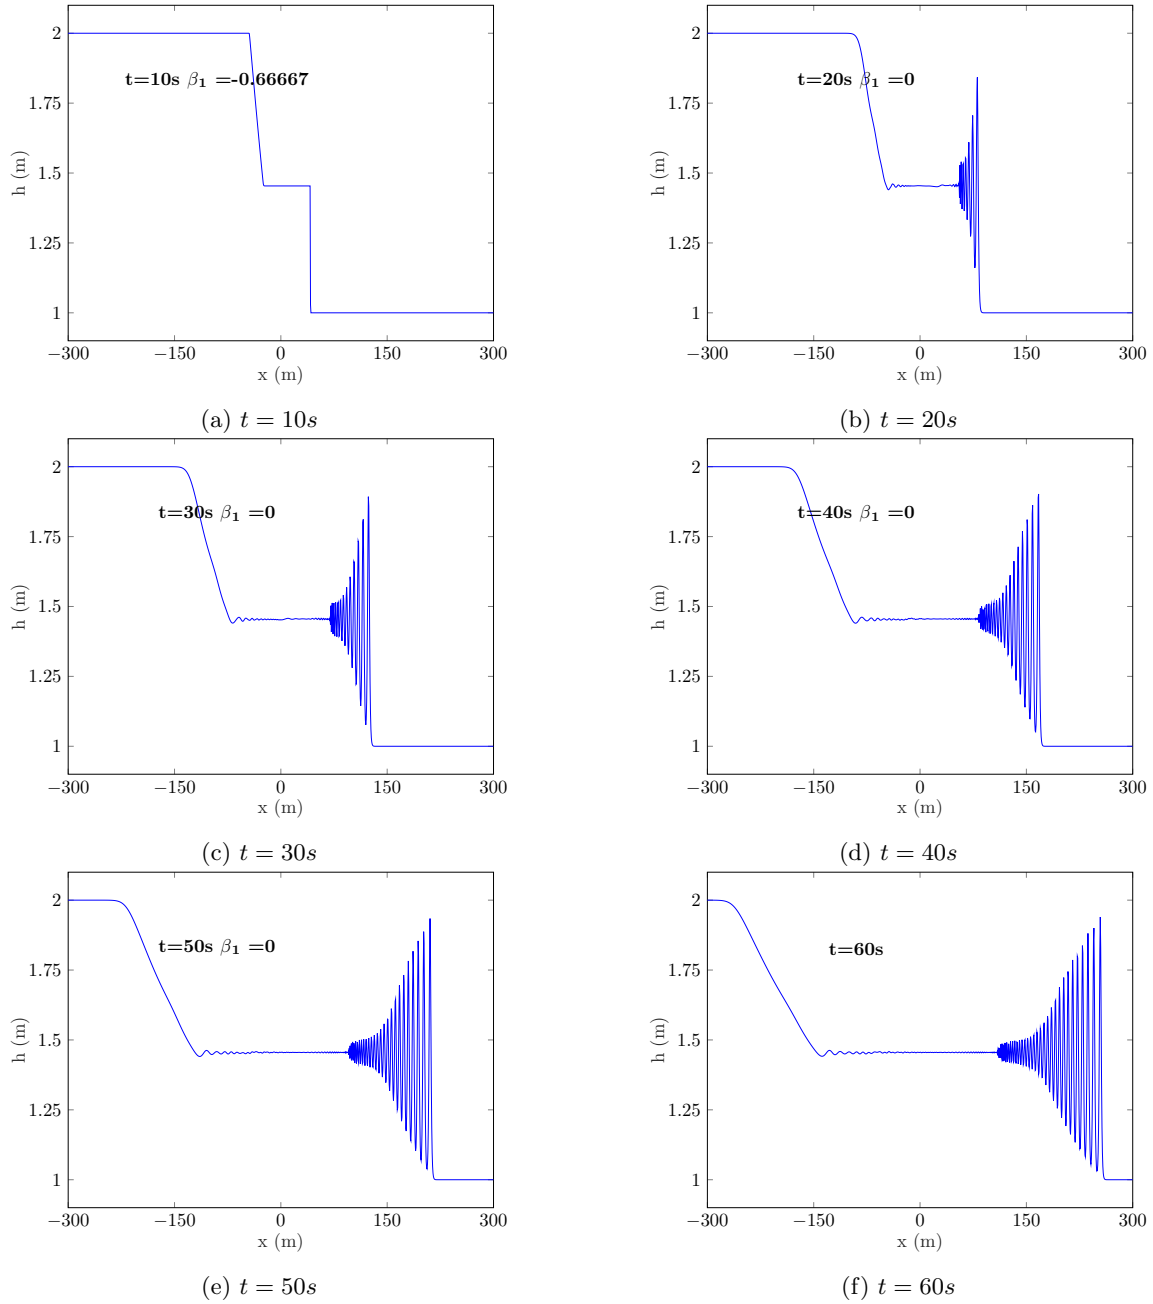 2
1.75
1.5
1.25
1
h (m)
t=10s β₁ =-0.66667
−300 −150 0 150 300
x (m)
(a) t = 10s
2
1.75
1.5
1.25
1
h (m)
t=20s β₁ =0
−300 −150 0 150 300
x (m)
(b) t = 20s
2
1.75
1.5
1.25
1
h (m)
t=30s β₁ =0
−300 −150 0 150 300
x (m)
(c) t = 30s
2
1.75
1.5
1.25
1
h (m)
t=40s β₁ =0
−300 −150 0 150 300
x (m)
(d) t = 40s
2
1.75
1.5
1.25
1
h (m)
t=50s β₁ =0
−300 −150 0 150 300
x (m)
(e) t = 50s
2
1.75
1.5
1.25
1
h (m)
t=60s
−300 −150 0 150 300
x (m)
(f) t = 60s